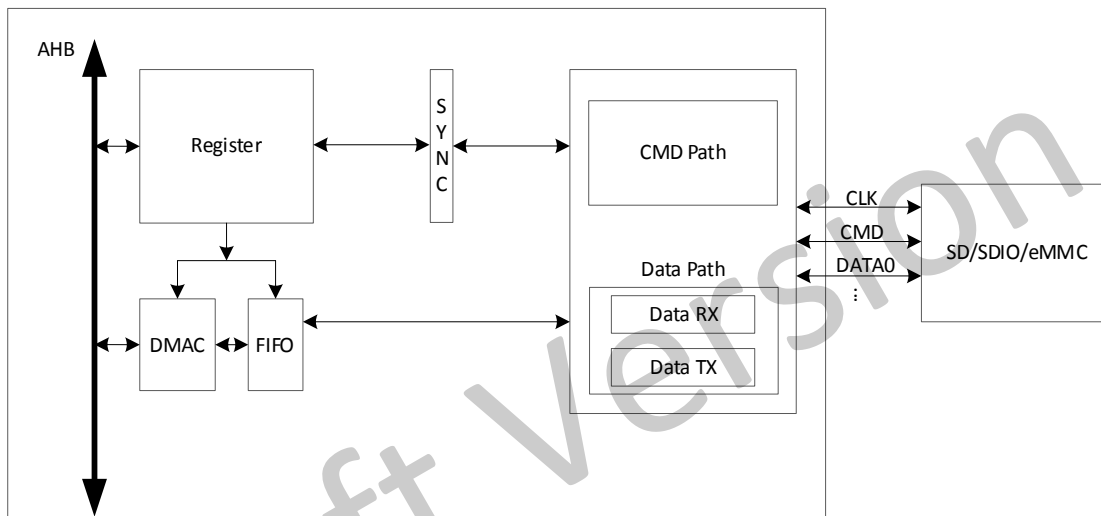 AHB
Register
S
Y
N
C
CMD Path
CLK
CMD
DATA0
...
SD/SDIO/eMMC
Data Path
Data RX
Data TX
DMAC
FIFO
ft Version